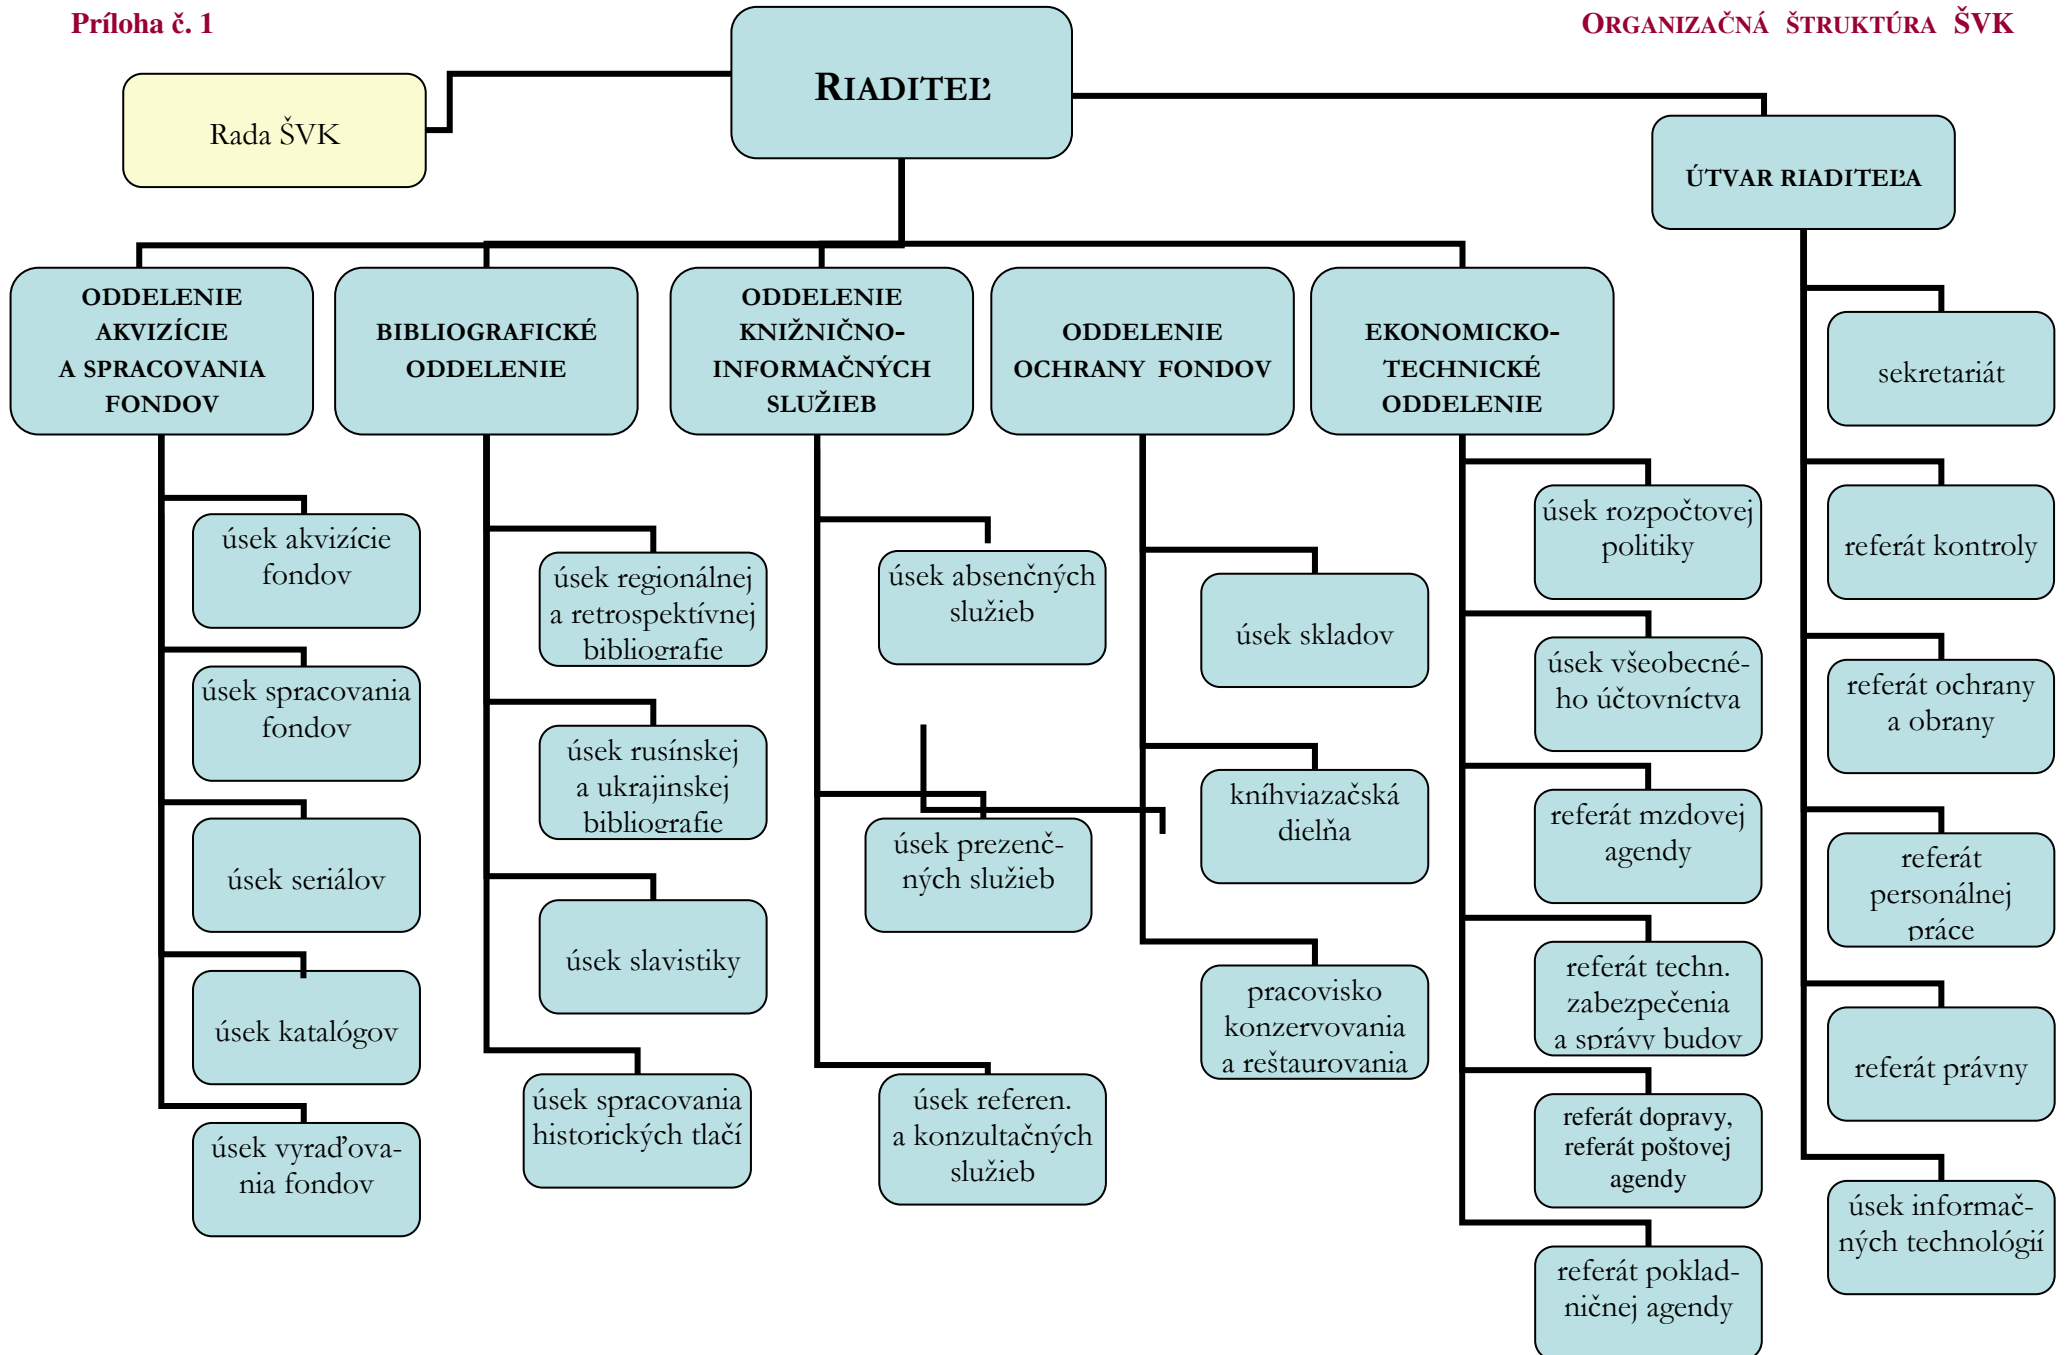 Príloha č. 1
ORGANIZAČNÁ ŠTRUKTÚRA ŠVK
RIADITEĽ
Rada ŠVK
ÚTVAR RIADITEĽA
ODDELENIE
AKVIZÍCIE
A SPRACOVANIA
FONDOV
BIBLIOGRAFICKÉ
ODDELENIE
ODDELENIE
KNIŽNIČNO-
INFORMAČNÝCH
SLUŽIEB
ODDELENIE
OCHRANY FONDOV
EKONOMICKO-
TECHNICKÉ
ODDELENIE
úsek akvizície
fondov
úsek spracovania
fondov
úsek seriálov
úsek katalógov
úsek vyraďova-
nia fondov
úsek regionálnej
a retrospektívnej
bibliografie
úsek rusínskej
a ukrajinskej
bibliografie
úsek slavistiky
úsek spracovania
historických tlačí
úsek absenčných
služieb
úsek prezenč-
ných služieb
úsek referen.
a konzultačných
služieb
úsek skladov
kníhviazačská
dielňa
pracovisko
konzervovania
a reštaurovania
úsek rozpočtovej
politiky
úsek všeobecné-
ho účtovníctva
referát mzdovej
agendy
referát techn.
zabezpečenia
a správy budov
referát dopravy,
referát poštovej
agendy
referát poklad-
ničnej agendy
sekretariát
referát kontroly
referát ochrany
a obrany
referát
personálnej
práce
referát právny
úsek informač-
ných technológií